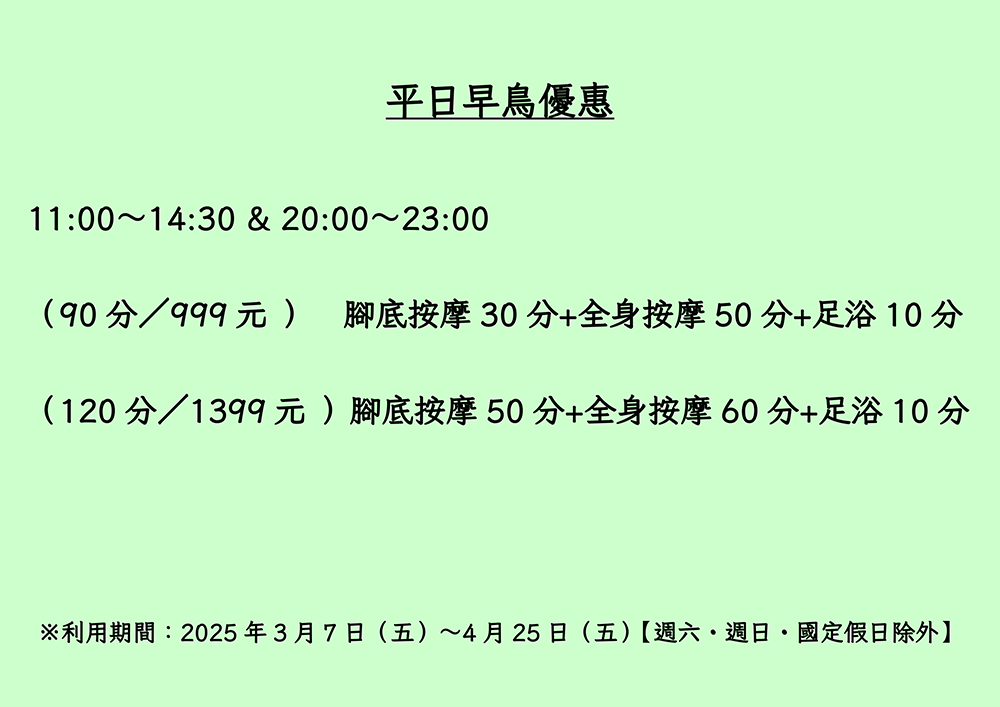 平日早鳥優惠
11:00～14:30 & 20:00～23:00
（90 分／999 元 ）　腳底按摩 30 分+全身按摩 50 分+足浴 10 分
（120 分／1399 元 ）腳底按摩 50 分+全身按摩 60 分+足浴 10 分
※利用期間：2025 年 3 月 7 日（五）～4 月 25 日（五）【週六・週日・國定假日除外】